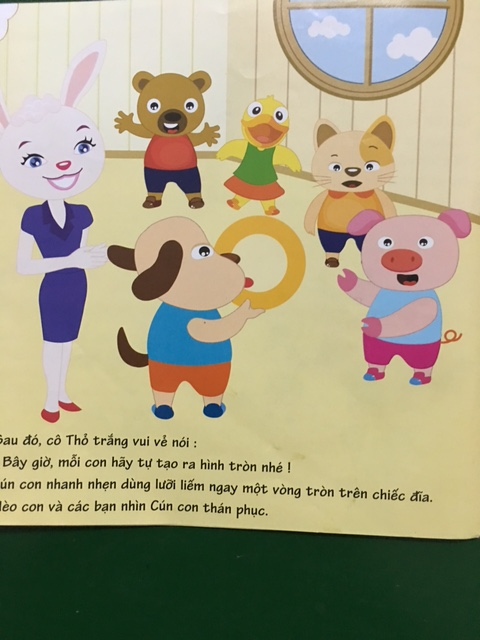 Sau đó, cô Thỏ trắng vui vẻ nói :
Bây giờ, mỗi con hãy tự tạo ra hình tròn nhé !
ún con nhanh nhẹn dùng lưỡi liếm ngay một vòng tròn trên chiếc đĩa.
èo con và các bạn nhìn Cún con thán phục.